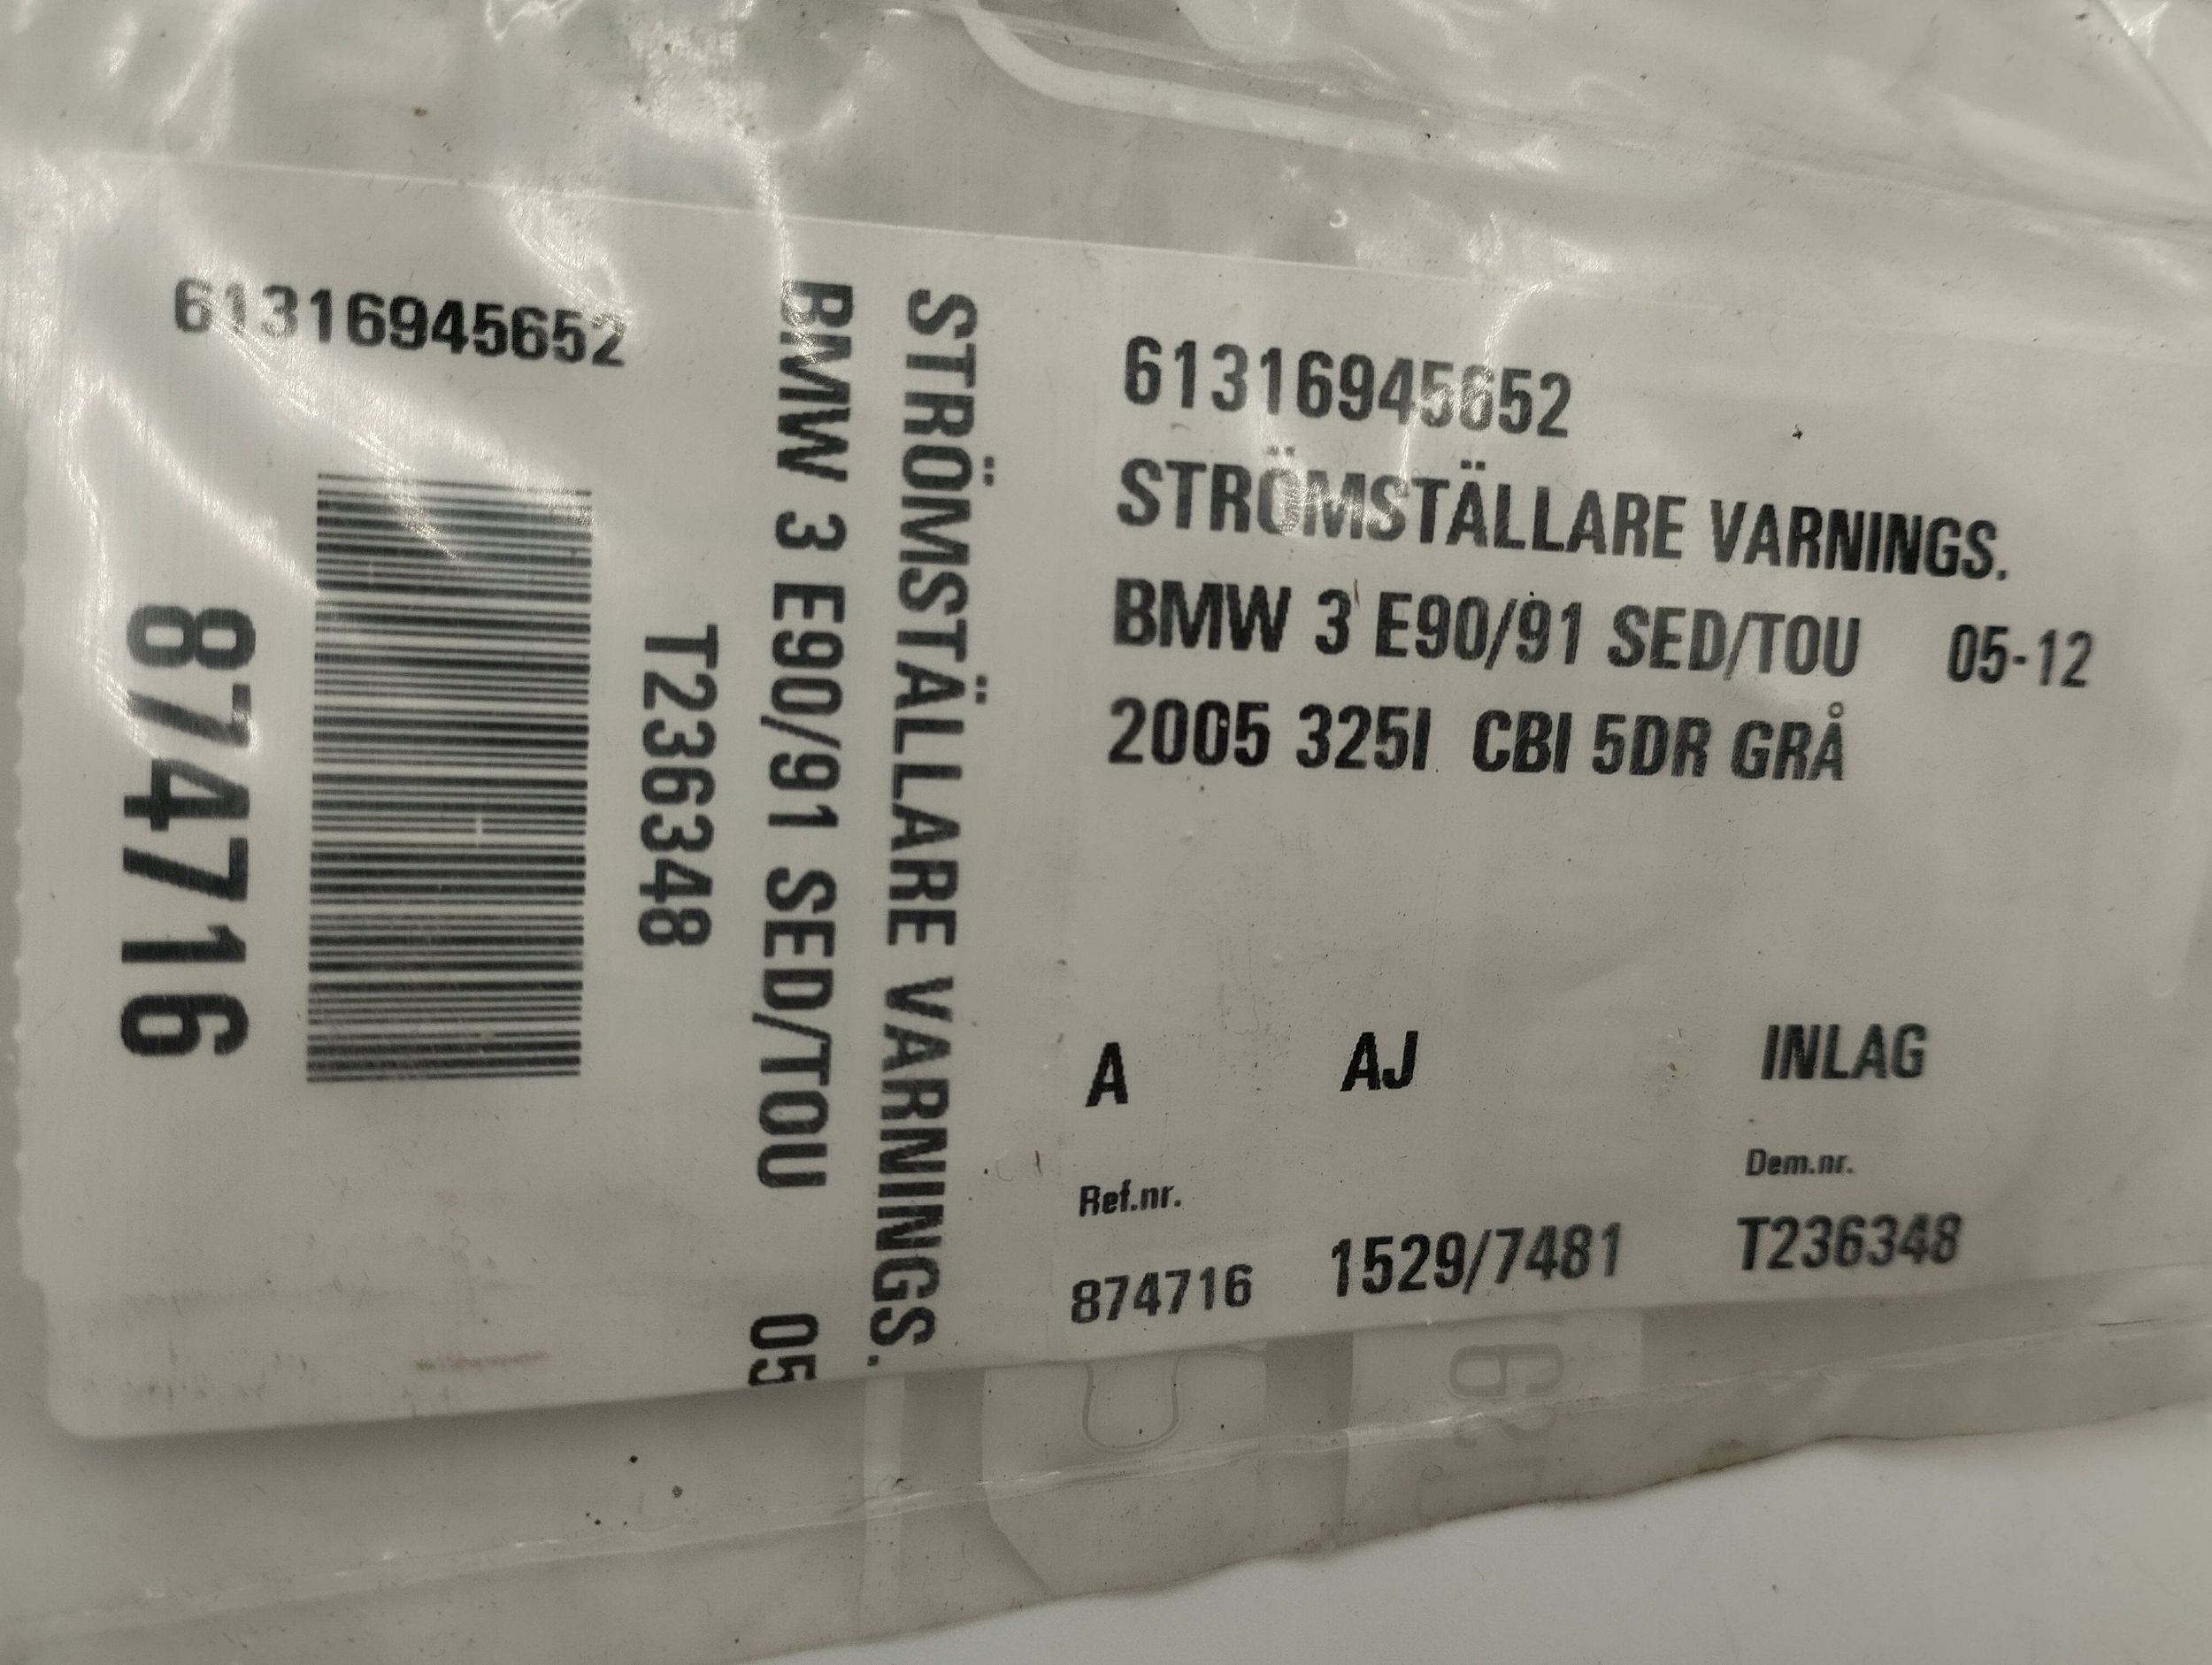 61316945652
874716
T236348
BMW 3 E90/91 SED/TOU 05
STRÖMSTÄLLARE VARNINGS.
61316945652
STRÖMSTÄLLARE VARNINGS.
BMW 3 E90/91 SED/TOU 05-12
2005 325I CBI 5DR GRÅ
A AJ INLAG
Ref.nr. Dem.nr.
874716 1529/7481 T236348